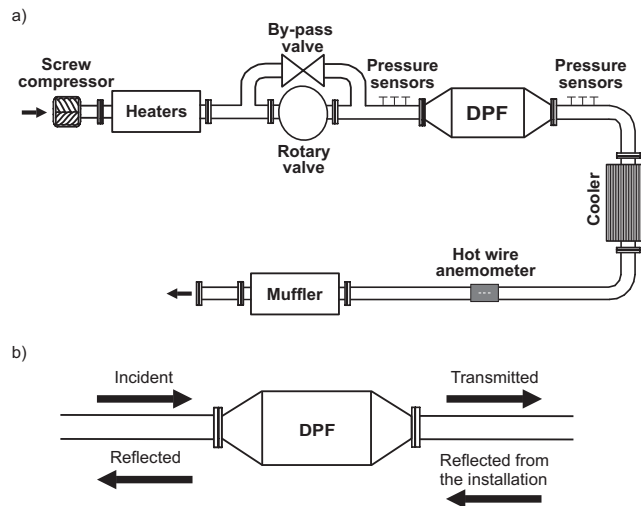 a)
By-pass
valve
Screw
compressor
Pressure
sensors
Pressure
sensors
Heaters
DPF
Rotary
valve
Cooler
Hot wire
anemometer
Muffler
b)
Incident
Transmitted
DPF
Reflected
Reflected from
the installation